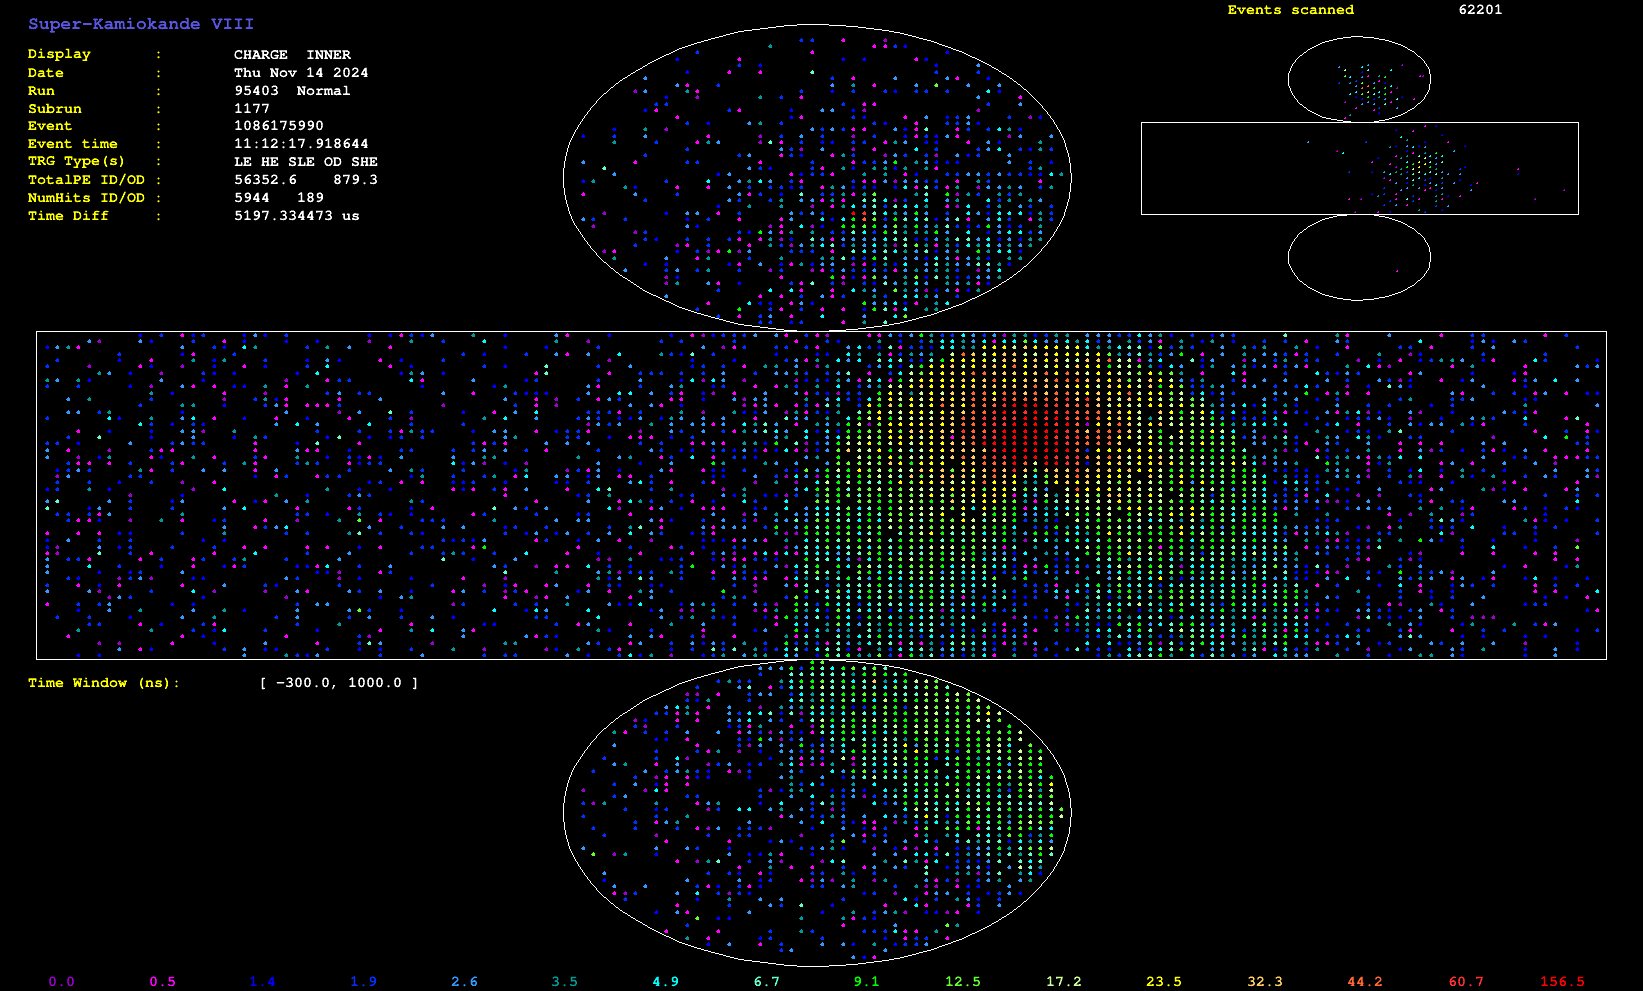 Super-Kamiokande VIII
Events scanned 62201
Display : CHARGE INNER
Date : Thu Nov 14 2024
Run : 95403 Normal
Subrun : 1177
Event : 1086175990
Event time : 11:12:17.918644
TRG Type(s) : LE HE SLE OD SHE
TotalPE ID/OD : 56352.6 879.3
NumHits ID/OD : 5944 189
Time Diff : 5197.334473 us
Time Window (ns): [ -300.0, 1000.0 ]
0.0 0.5 1.4 1.9 2.6 3.5 4.9 6.7 9.1 12.5 17.2 23.5 32.3 44.2 60.7 156.5